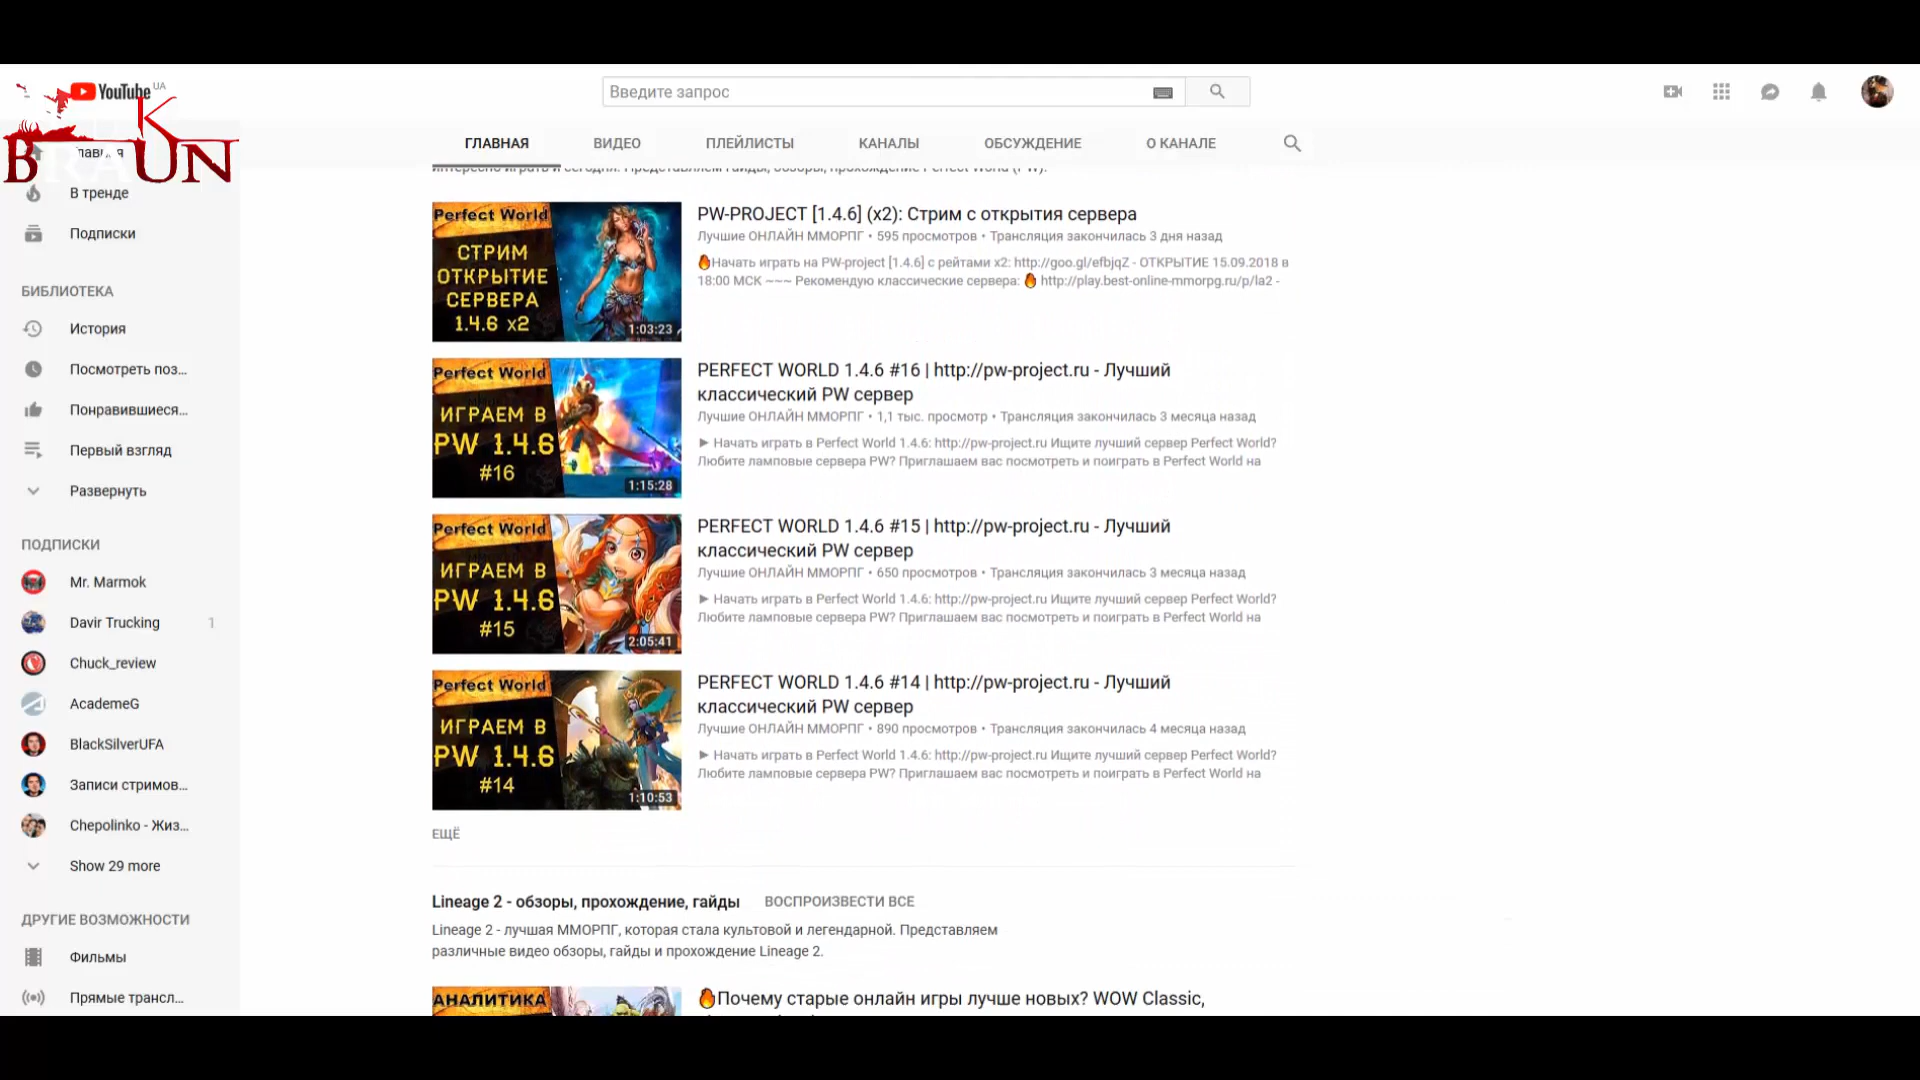 YouTube UA
K
BRAUN
Введите запрос
ГЛАВНАЯ ВИДЕО ПЛЕЙЛИСТЫ КАНАЛЫ ОБСУЖДЕНИЕ О КАНАЛЕ
В тренде
Подписки
БИБЛИОТЕКА
История
Посмотреть поз...
Понравившиеся...
Первый взгляд
Развернуть
ПОДПИСКИ
Mr. Marmok
Davir Trucking 1
Chuck_review
AcademeG
BlackSilverUFA
Записи стримов...
Chepolinko - Жиз...
Show 29 more
ДРУГИЕ ВОЗМОЖНОСТИ
Фильмы
Прямые трансл...
Perfect World
СТРИМ
ОТКРЫТИЕ
СЕРВЕРА
1.4.6 x2
1:03:23
PW-PROJECT [1.4.6] (x2): Стрим с открытия сервера
Лучшие ОНЛАЙН ММОРПГ • 595 просмотров • Трансляция закончилась 3 дня назад
🔥Начать играть на PW-project [1.4.6] с рейтами x2: http://goo.gl/efbjqZ - ОТКРЫТИЕ 15.09.2018 в
18:00 МСК ~~~ Рекомендую классические сервера: 🔥 http://play.best-online-mmorpg.ru/p/la2 -
Perfect World
ИГРАЕМ В
PW 1.4.6
#16
1:15:28
PERFECT WORLD 1.4.6 #16 | http://pw-project.ru - Лучший
классический PW сервер
Лучшие ОНЛАЙН ММОРПГ • 1,1 тыс. просмотр • Трансляция закончилась 3 месяца назад
► Начать играть в Perfect World 1.4.6: http://pw-project.ru Ищите лучший сервер Perfect World?
Любите ламповые сервера PW? Приглашаем вас посмотреть и поиграть в Perfect World на
Perfect World
ИГРАЕМ В
PW 1.4.6
#15
2:05:41
PERFECT WORLD 1.4.6 #15 | http://pw-project.ru - Лучший
классический PW сервер
Лучшие ОНЛАЙН ММОРПГ • 650 просмотров • Трансляция закончилась 3 месяца назад
► Начать играть в Perfect World 1.4.6: http://pw-project.ru Ищите лучший сервер Perfect World?
Любите ламповые сервера PW? Приглашаем вас посмотреть и поиграть в Perfect World на
Perfect World
ИГРАЕМ В
PW 1.4.6
#14
1:10:53
PERFECT WORLD 1.4.6 #14 | http://pw-project.ru - Лучший
классический PW сервер
Лучшие ОНЛАЙН ММОРПГ • 890 просмотров • Трансляция закончилась 4 месяца назад
► Начать играть в Perfect World 1.4.6: http://pw-project.ru Ищите лучший сервер Perfect World?
Любите ламповые сервера PW? Приглашаем вас посмотреть и поиграть в Perfect World на
ЕЩЁ
Lineage 2 - обзоры, прохождение, гайды ВОСПРОИЗВЕСТИ ВСЕ
Lineage 2 - лучшая ММОРПГ, которая стала культовой и легендарной. Представляем
различные видео обзоры, гайды и прохождение Lineage 2.
АНАЛИТИКА
🔥Почему старые онлайн игры лучше новых? WOW Classic,